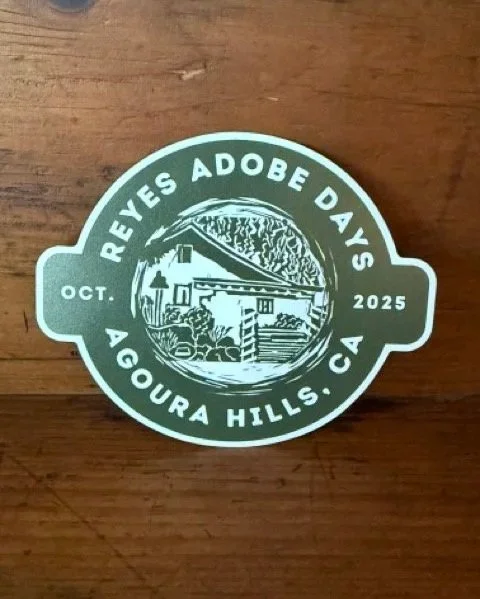 REYES ADOBE DAYS
OCT.
2025
AGOURA HILLS, CA